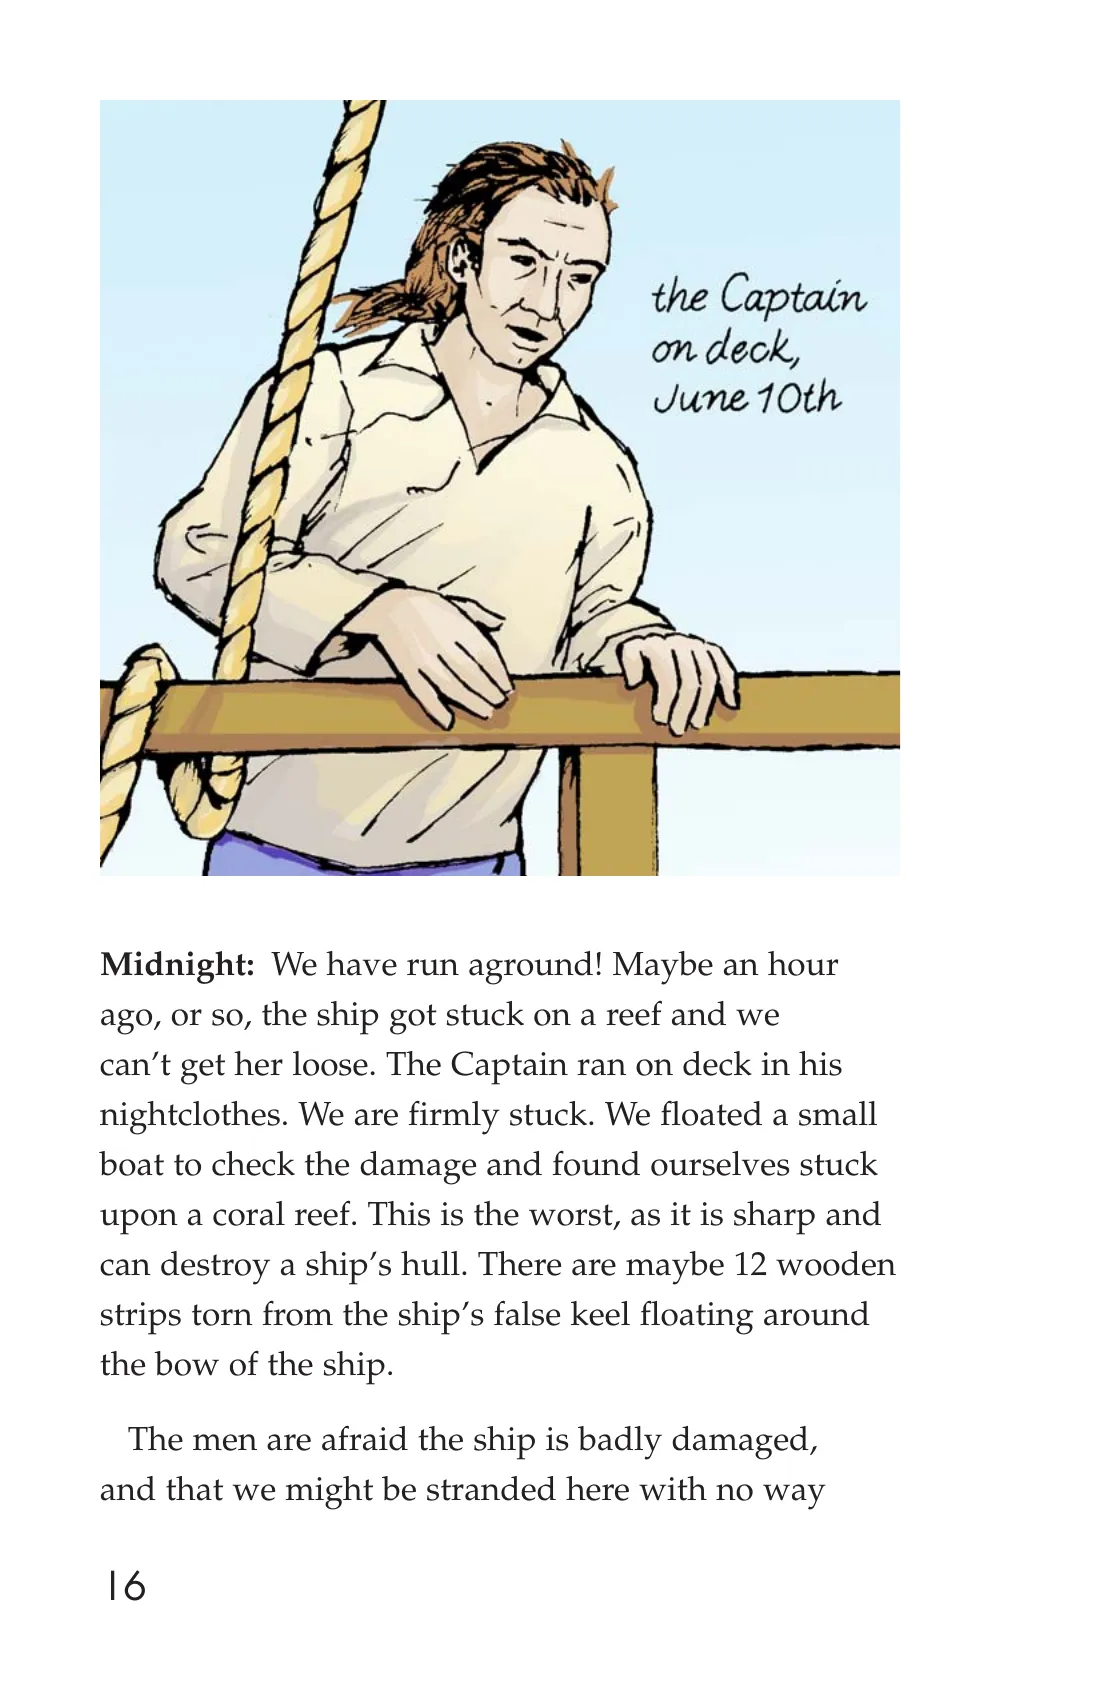 the Captain
on deck,
June 10th
Midnight: We have run aground! Maybe an hour
ago, or so, the ship got stuck on a reef and we
can’t get her loose. The Captain ran on deck in his
nightclothes. We are firmly stuck. We floated a small
boat to check the damage and found ourselves stuck
upon a coral reef. This is the worst, as it is sharp and
can destroy a ship’s hull. There are maybe 12 wooden
strips torn from the ship’s false keel floating around
the bow of the ship.
The men are afraid the ship is badly damaged,
and that we might be stranded here with no way
16